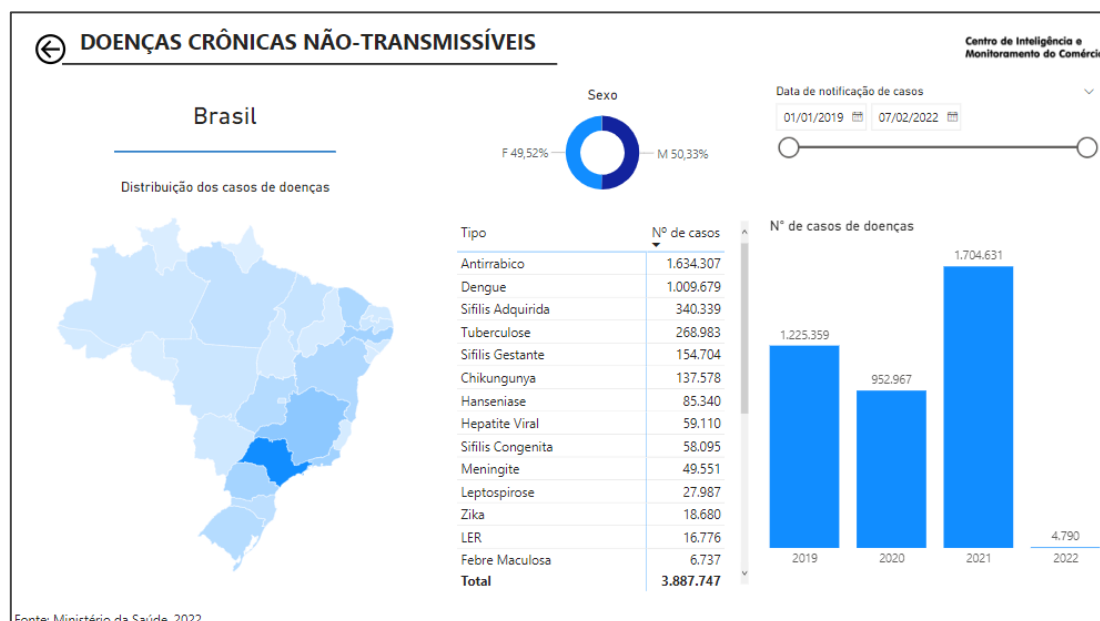 DOENÇAS CRÔNICAS NÃO-TRANSMISSÍVEIS
Centro de Inteligência e
Monitoramento do Comércio
Brasil
Distribuição dos casos de doenças
Sexo
F 49,52%
M 50,33%
Data de notificação de casos
01/01/2019
07/02/2022
Tipo Nº de casos
Antirrabico 1.634.307
Dengue 1.009.679
Sifilis Adquirida 340.339
Tuberculose 268.983
Sifilis Gestante 154.704
Chikungunya 137.578
Hanseniase 85.340
Hepatite Viral 59.110
Sifilis Congenita 58.095
Meningite 49.551
Leptospirose 27.987
Zika 18.680
LER 16.776
Febre Maculosa 6.737
Total 3.887.747
N° de casos de doenças
1.225.359
952.967
1.704.631
4.790
2019 2020 2021 2022
Fonte: Ministério da Saúde, 2022